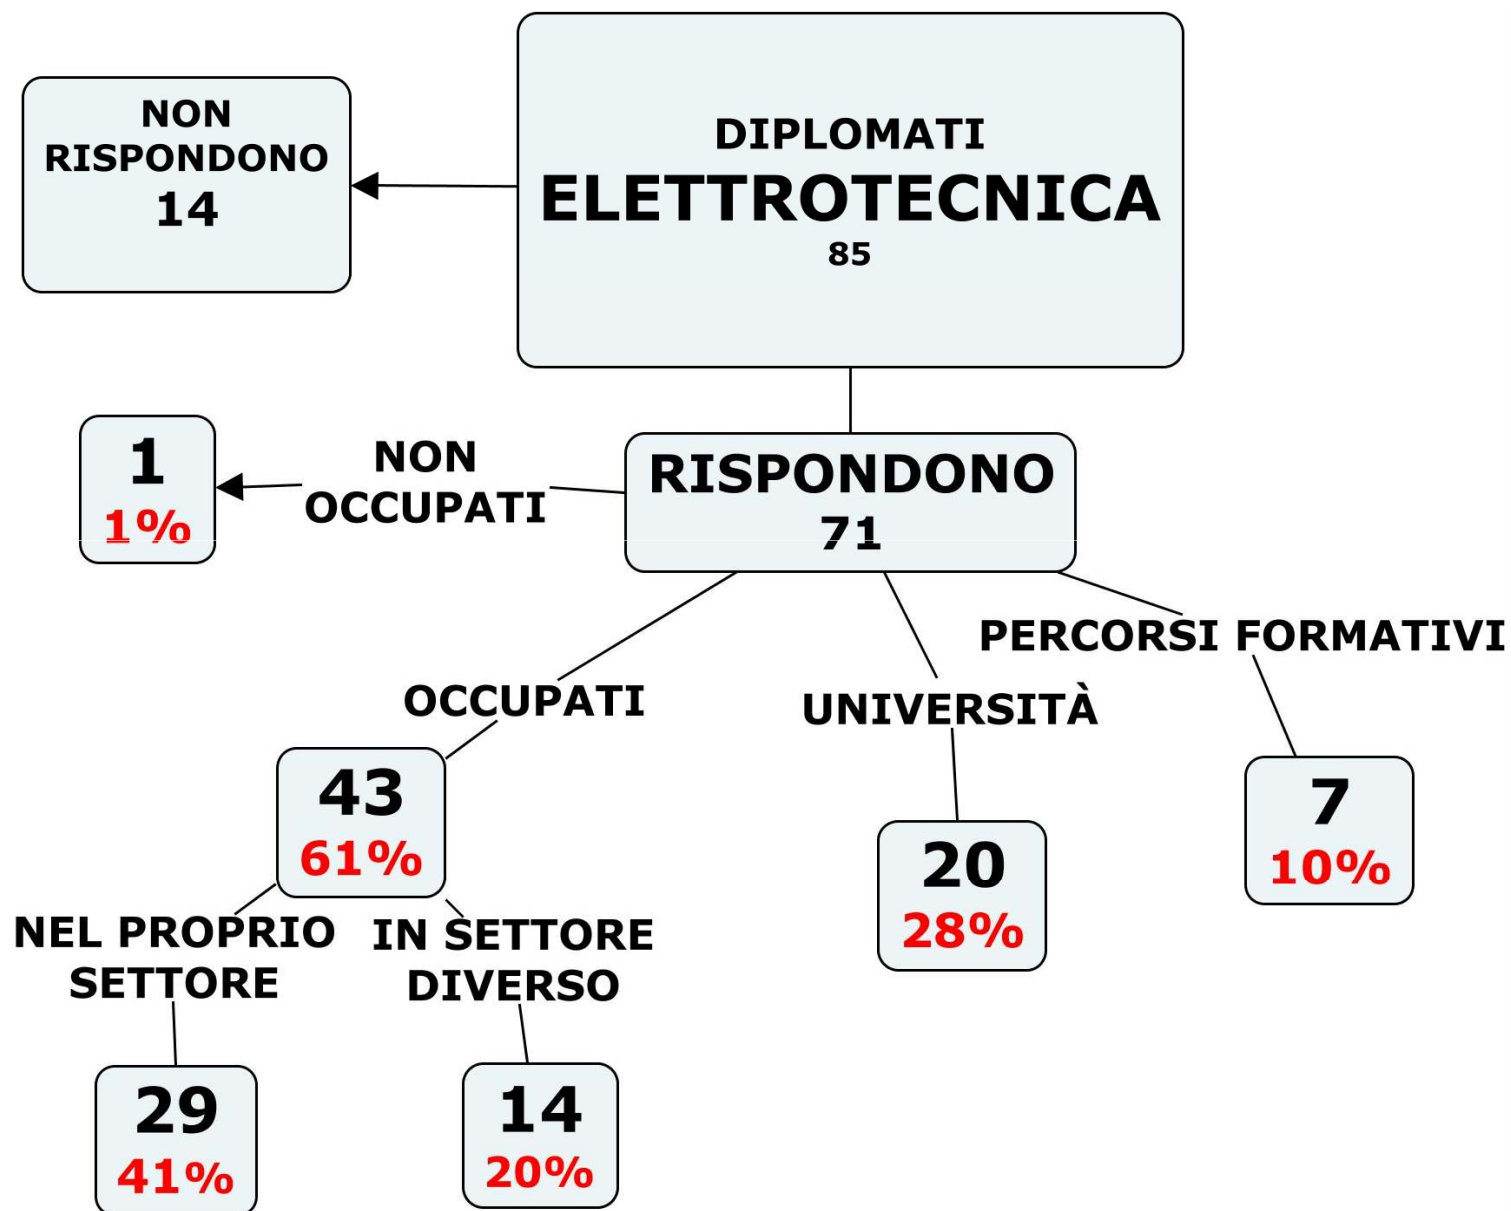 DIPLOMATI
ELETTROTECNICA
85
NON
RISPONDONO
14
RISPONDONO
71
NON
OCCUPATI
1
1%
OCCUPATI
43
61%
UNIVERSITÀ
20
28%
PERCORSI FORMATIVI
7
10%
NEL PROPRIO
SETTORE
29
41%
IN SETTORE
DIVERSO
14
20%